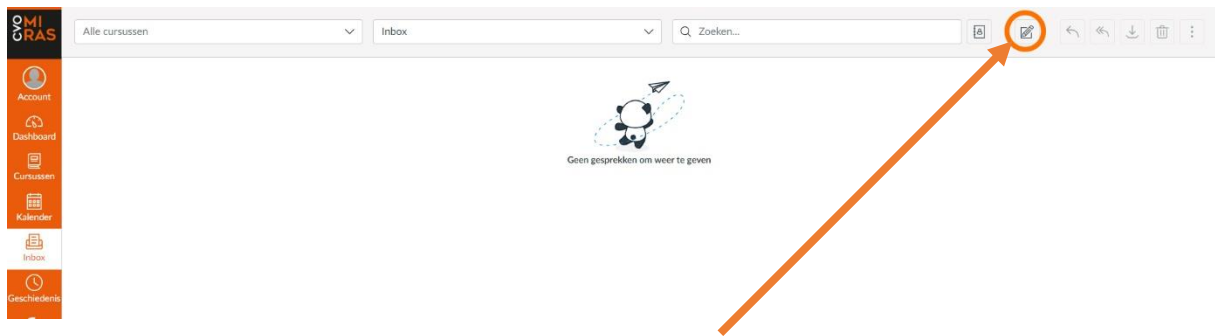 CVO MI
RAS
Alle cursussen
Inbox
Zoeken...
Account
Dashboard
Cursussen
Kalender
Inbox
Geschiedenis
Geen gesprekken om weer te geven